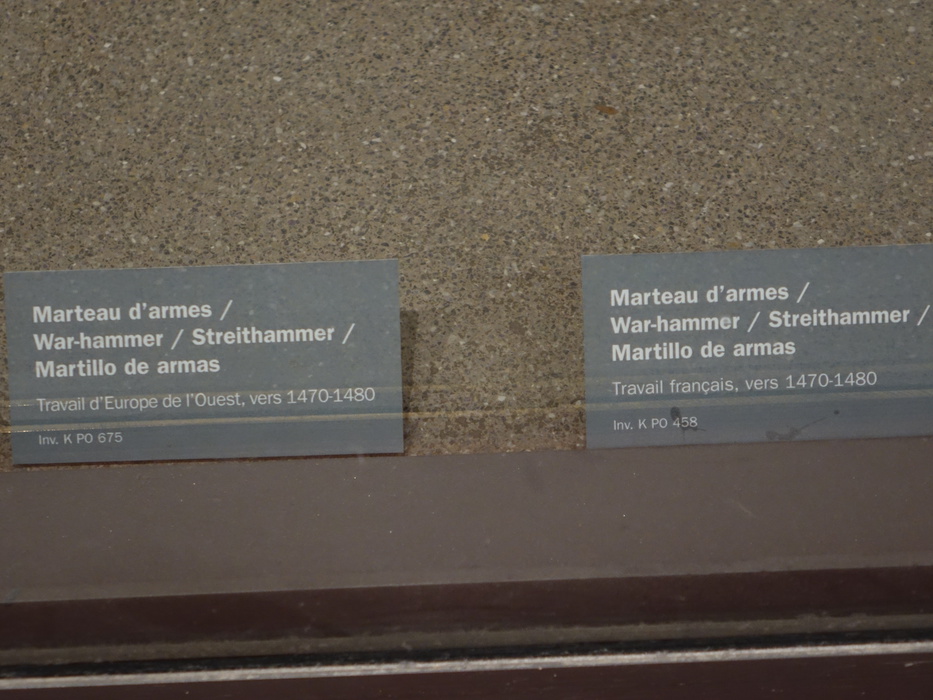 Marteau d'armes /
War-hammer / Streithammer /
Martillo de armas
Travail d'Europe de l'Ouest, vers 1470-1480
Inv. K PO 675
Marteau d'armes /
War-hammer / Streithammer /
Martillo de armas
Travail français, vers 1470-1480
Inv. K PO 458